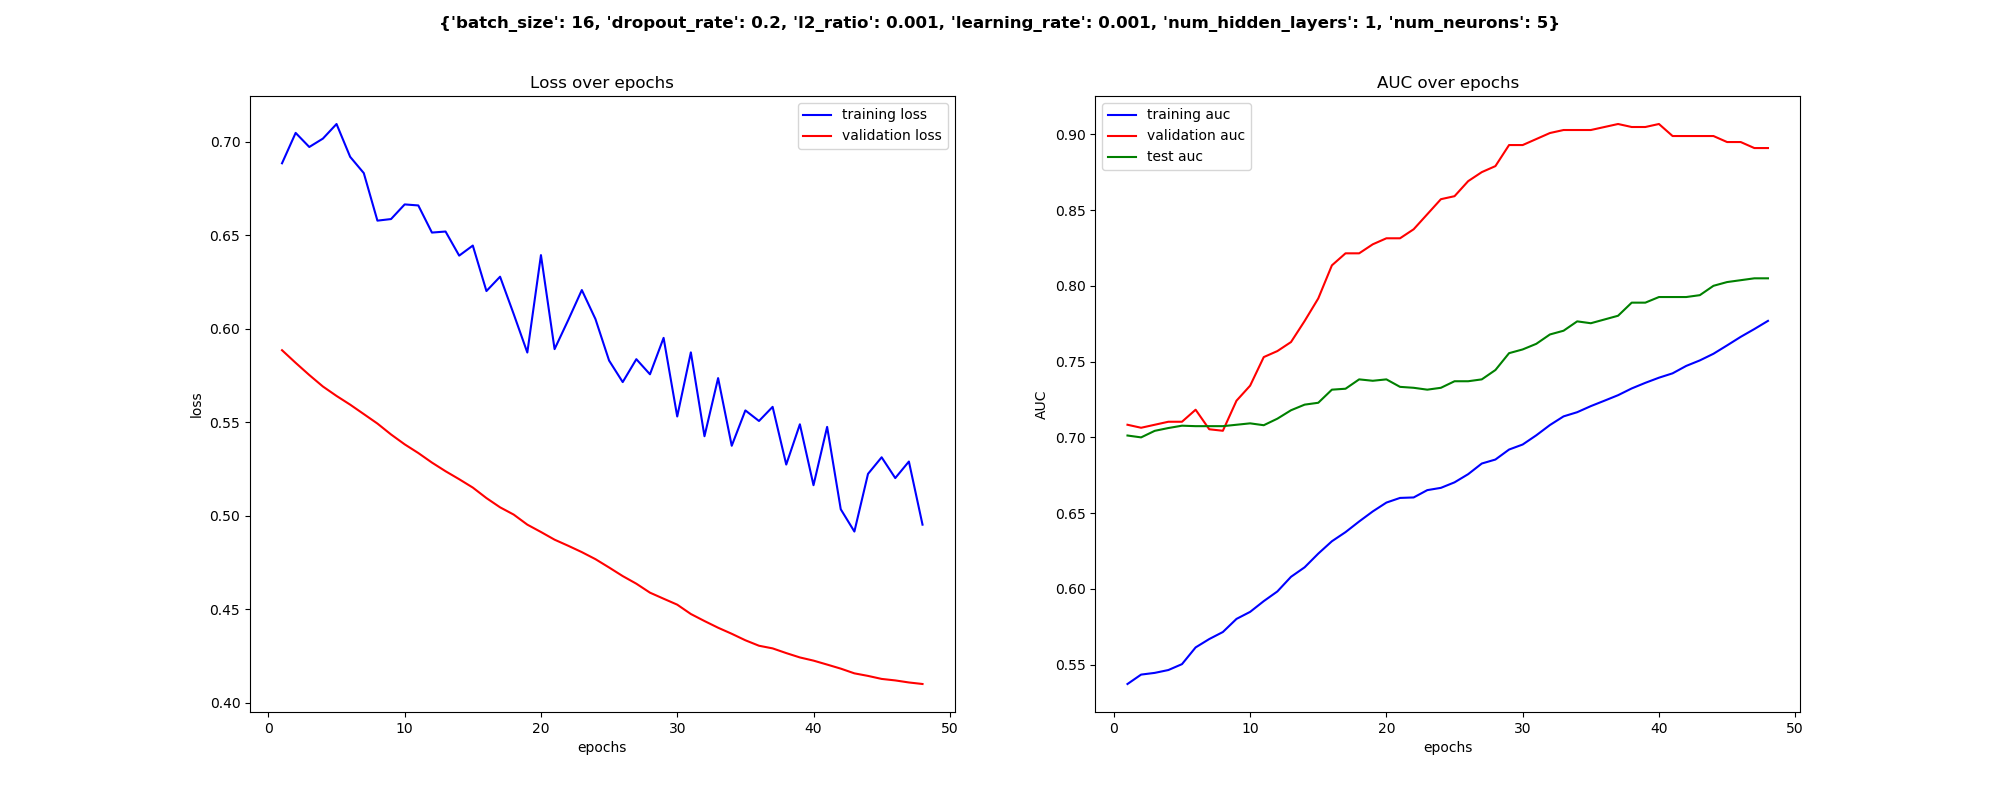 {'batch_size': 16, 'dropout_rate': 0.2, 'l2_ratio': 0.001, 'learning_rate': 0.001, 'num_hidden_layers': 1, 'num_neurons': 5}
Loss over epochs
training loss
validation loss
0.70
0.65
0.60
0.55
0.50
0.45
0.40
loss
0 10 20 30 40 50
epochs
AUC over epochs
training auc
validation auc
test auc
0.90
0.85
0.80
0.75
0.70
0.65
0.60
0.55
AUC
0 10 20 30 40 50
epochs